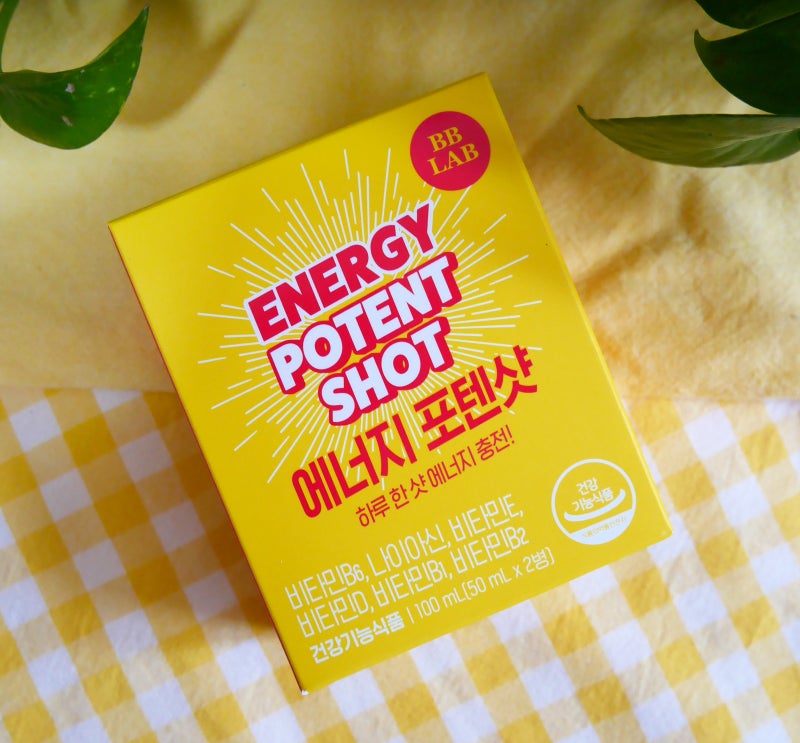 BB
LAB
ENERGY
POTENT
SHOT
에너지 포텐샷
하루 한 샷 에너지 충전!
건강
기능식품
비타민B6, 나이아신, 비타민E,
비타민D, 비타민B1, 비타민B2
건강기능식품 | 100 mL(50 mL x 2병)